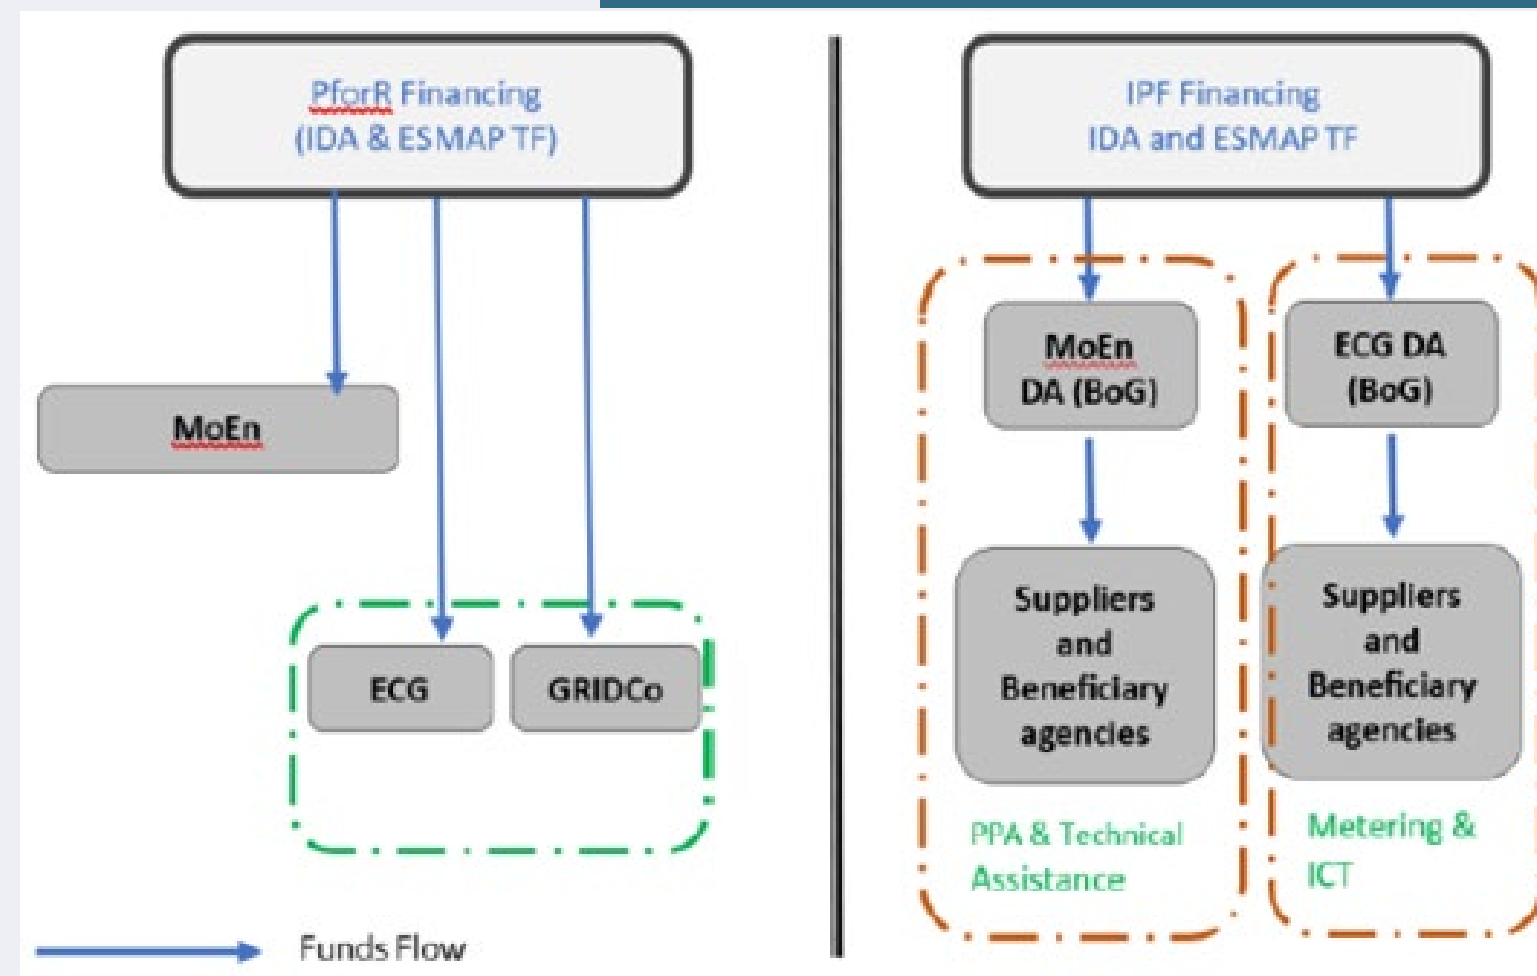 PforR Financing
(IDA & ESMAP TF)
MoEn
ECG
GRIDCo
Funds Flow
IPF Financing
IDA and ESMAP TF
MoEn
DA (BoG)
ECG DA
(BoG)
Suppliers
and
Beneficiary
agencies
Suppliers
and
Beneficiary
agencies
PPA & Technical
Assistance
Metering &
ICT